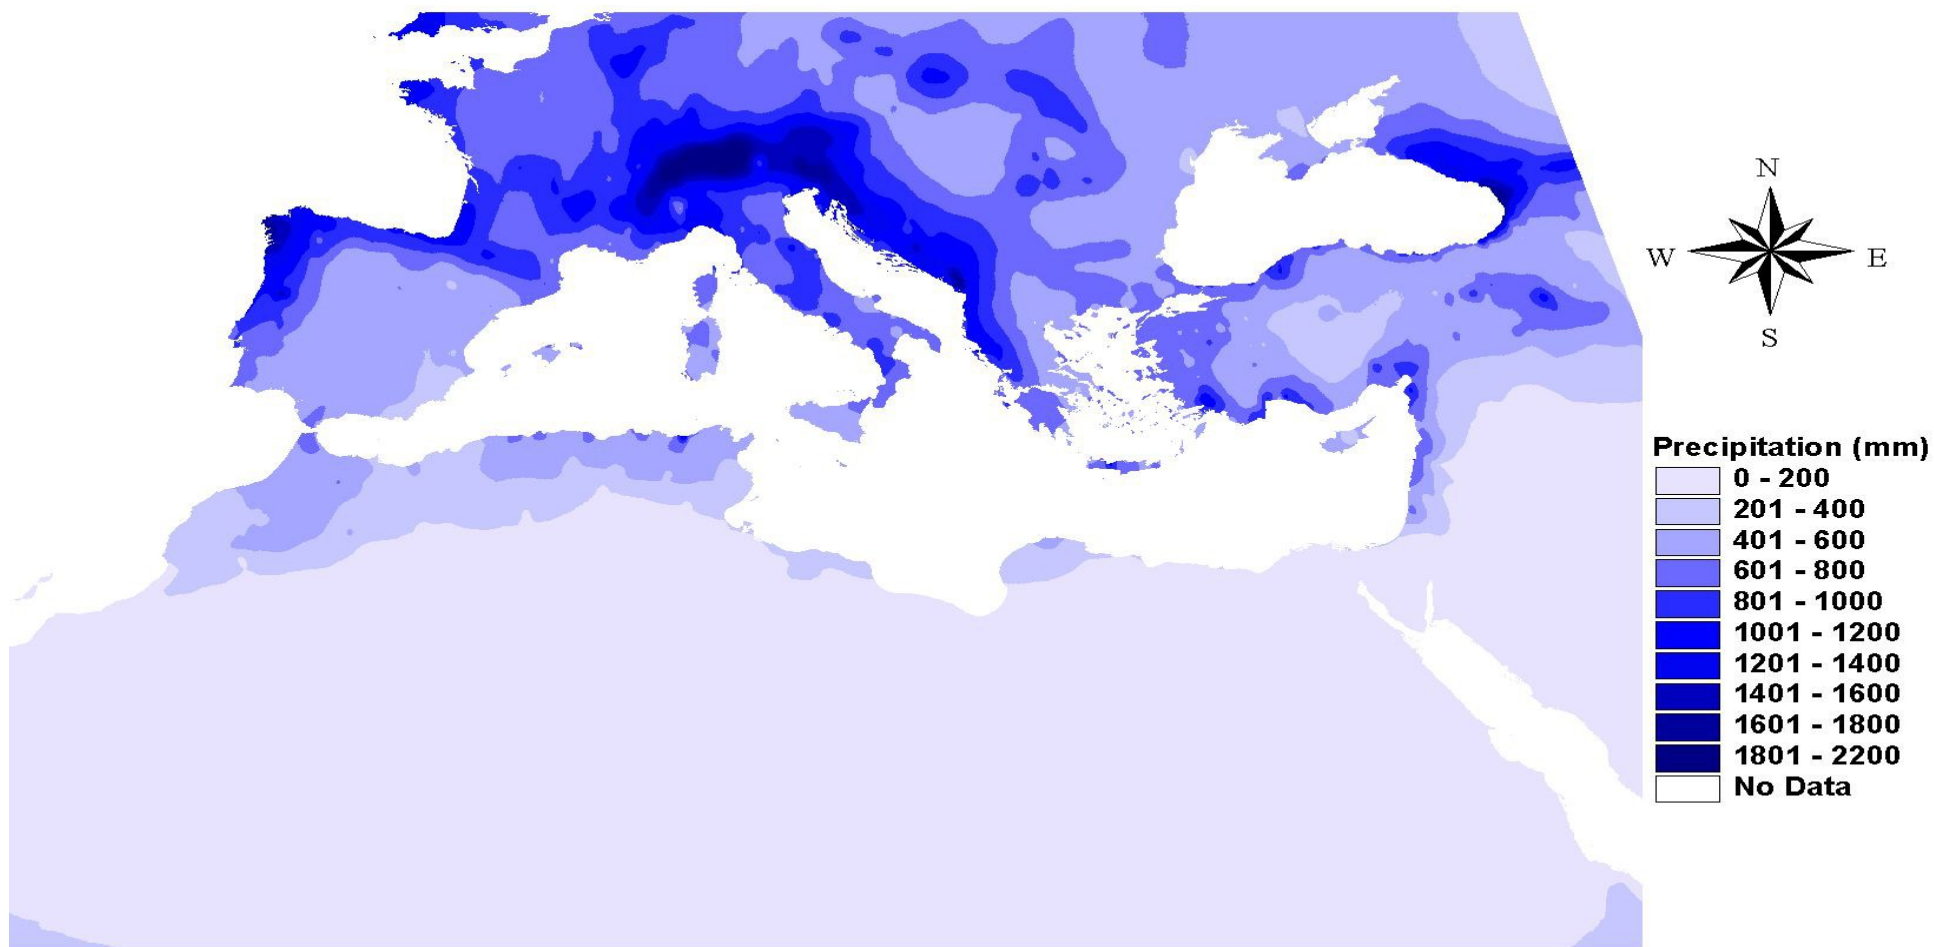 N
W E
S
Precipitation (mm)
0 - 200
201 - 400
401 - 600
601 - 800
801 - 1000
1001 - 1200
1201 - 1400
1401 - 1600
1601 - 1800
1801 - 2200
No Data